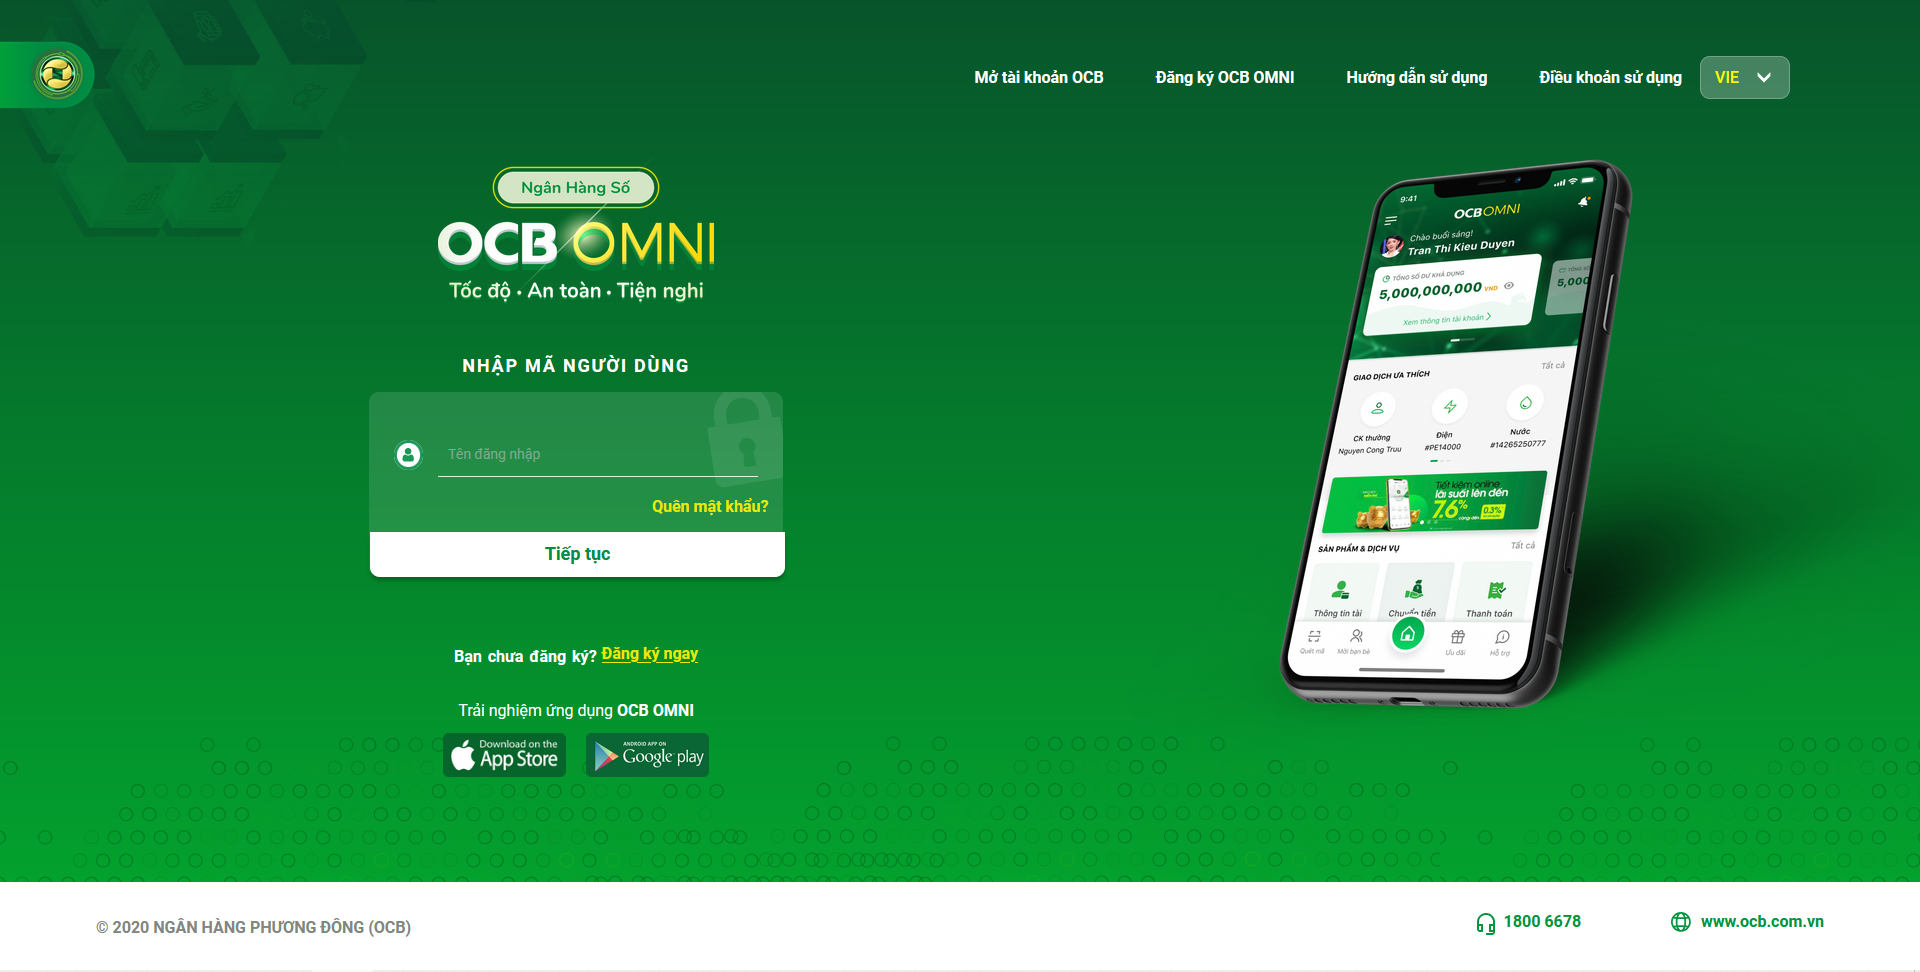 Mở tài khoản OCB
Đăng ký OCB OMNI
Hướng dẫn sử dụng
Điều khoản sử dụng
VIE
Ngân Hàng Số
OCB OMNI
Tốc độ • An toàn • Tiện nghi
NHẬP MÃ NGƯỜI DÙNG
Tên đăng nhập
Quên mật khẩu?
Tiếp tục
Bạn chưa đăng ký? Đăng ký ngay
Trải nghiệm ứng dụng OCB OMNI
Download on the
App Store
ANDROID APP ON
Google play
9:41
OCB OMNI
Chào buổi sáng!
Tran Thi Kieu Duyen
TỔNG SỐ DƯ KHẢ DỤNG
5,000,000,000 VND
Xem thông tin tài khoản
TỔNG SỐ
5,000
GIAO DỊCH ƯA THÍCH
Tất cả
CK thường
Nguyen Cong Truu
Điện
#PE14000
Nước
#14265250777
Tiết kiệm online
lãi suất lên đến
7.6%
0.3%
SẢN PHẨM & DỊCH VỤ
Tất cả
Thông tin tài
Chuyển tiền
Thanh toán
Quét mã
Mời bạn bè
Ưu đãi
Hỗ trợ
© 2020 NGÂN HÀNG PHƯƠNG ĐÔNG (OCB)
1800 6678
www.ocb.com.vn